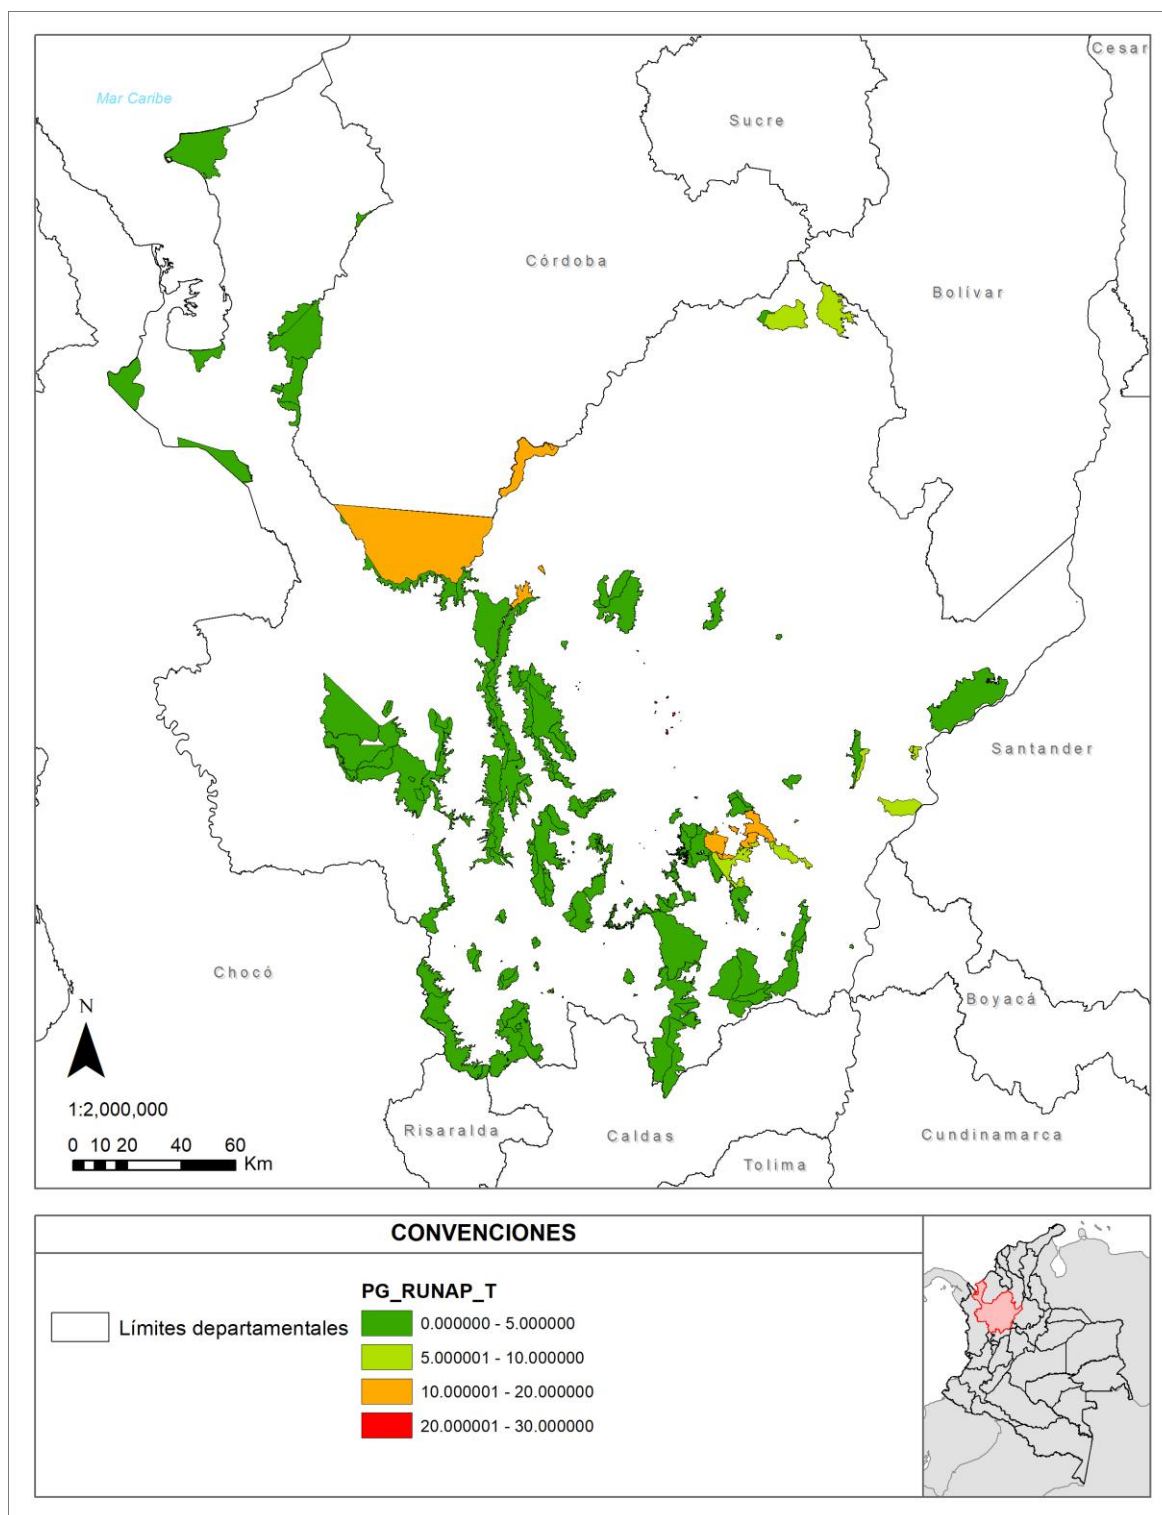 Cesar
Mar Caribe
Sucre
Córdoba
Bolívar
Santander
Chocó
Boyacá
N
1:2,000,000
Risaralda
Caldas
Cundinamarca
Tolima
0 10 20 40 60
Km
CONVENCIONES
PG_RUNAP_T
Límites departamentales
0.000000 - 5.000000
5.000001 - 10.000000
10.000001 - 20.000000
20.000001 - 30.000000